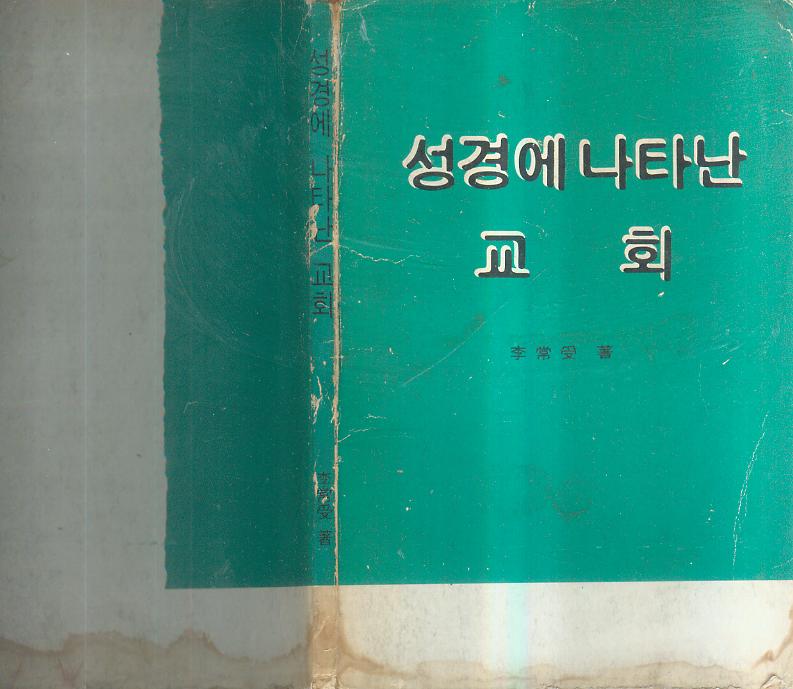 성경에 나타난 교회
李常受 著
성경에 나타난
교 회
李常受 著